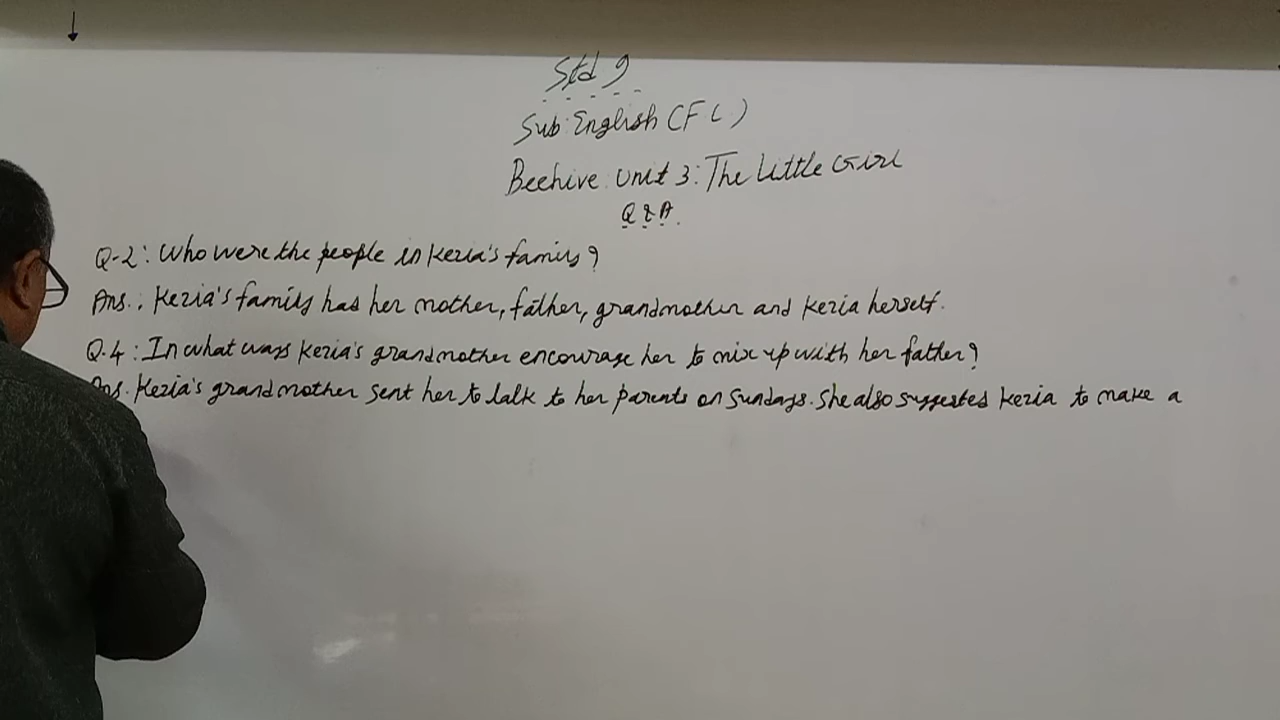 Std 9
Sub: English (FL)
Beehive Unit 3: The Little Girl
Q & A.
Q-2: Who were the people in Kezia's family?
Ans.: Kezia's family has her mother, father, grandmother and Kezia herself.
Q.4: In what ways Kezia's grandmother encourage her to mix up with her father?
Ans. Kezia's grandmother sent her to talk to her parents on Sundays. She also suggested Kezia to make a